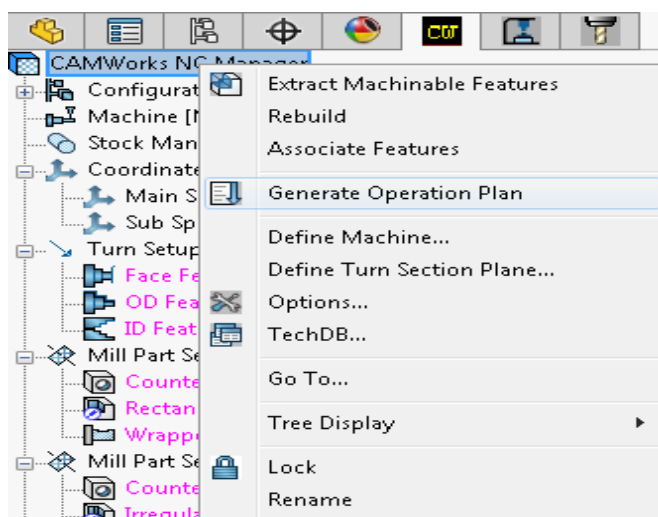 CW
CAMWorks NC Manager
Configurat
Machine [
Stock Man
Coordinate
Main S
Sub Sp
Turn Setup
Face Fe
OD Fea
ID Feat
Mill Part Se
Counte
Rectan
Wrapp
Mill Part Se
Counte
Irregula
Extract Machinable Features
Rebuild
Associate Features
Generate Operation Plan
Define Machine...
Define Turn Section Plane...
Options...
TechDB...
Go To...
Tree Display
Lock
Rename